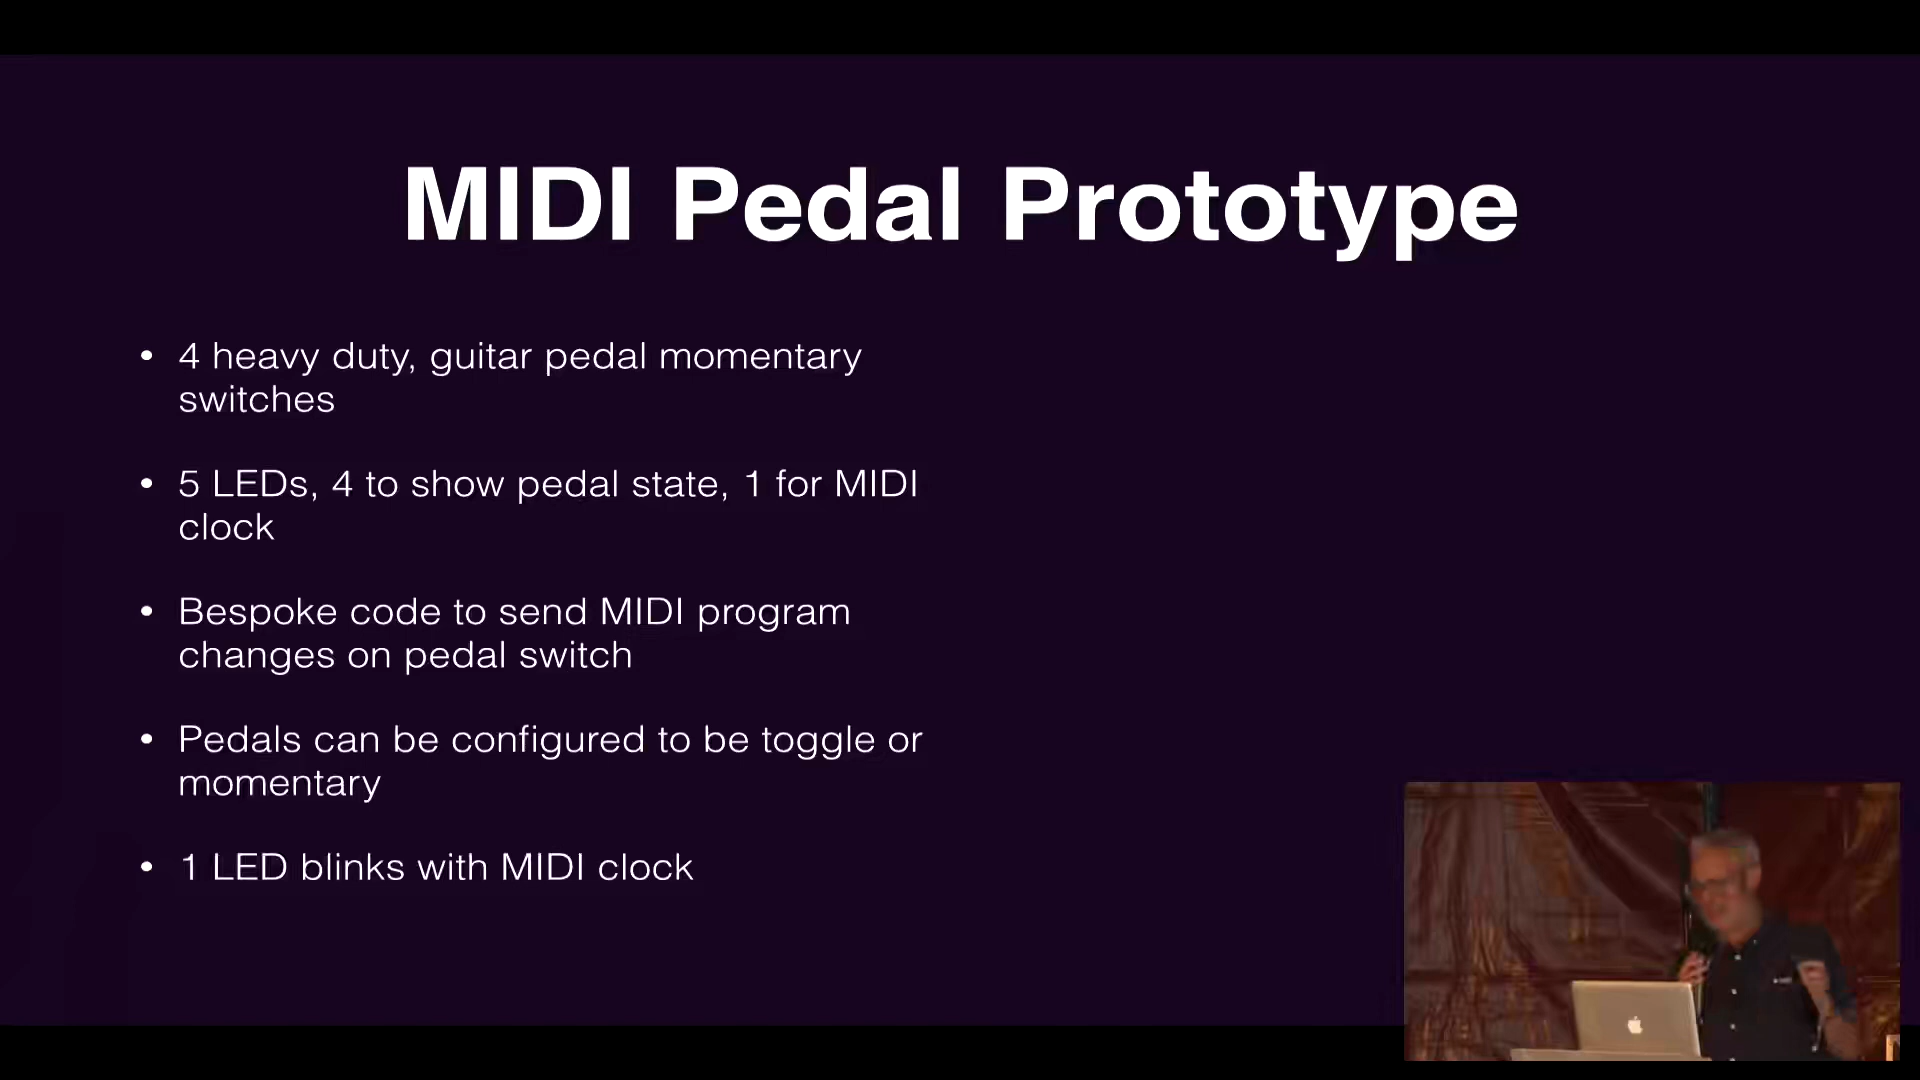 MIDI Pedal Prototype
• 4 heavy duty, guitar pedal momentary
switches
• 5 LEDs, 4 to show pedal state, 1 for MIDI
clock
• Bespoke code to send MIDI program
changes on pedal switch
• Pedals can be configured to be toggle or
momentary
• 1 LED blinks with MIDI clock